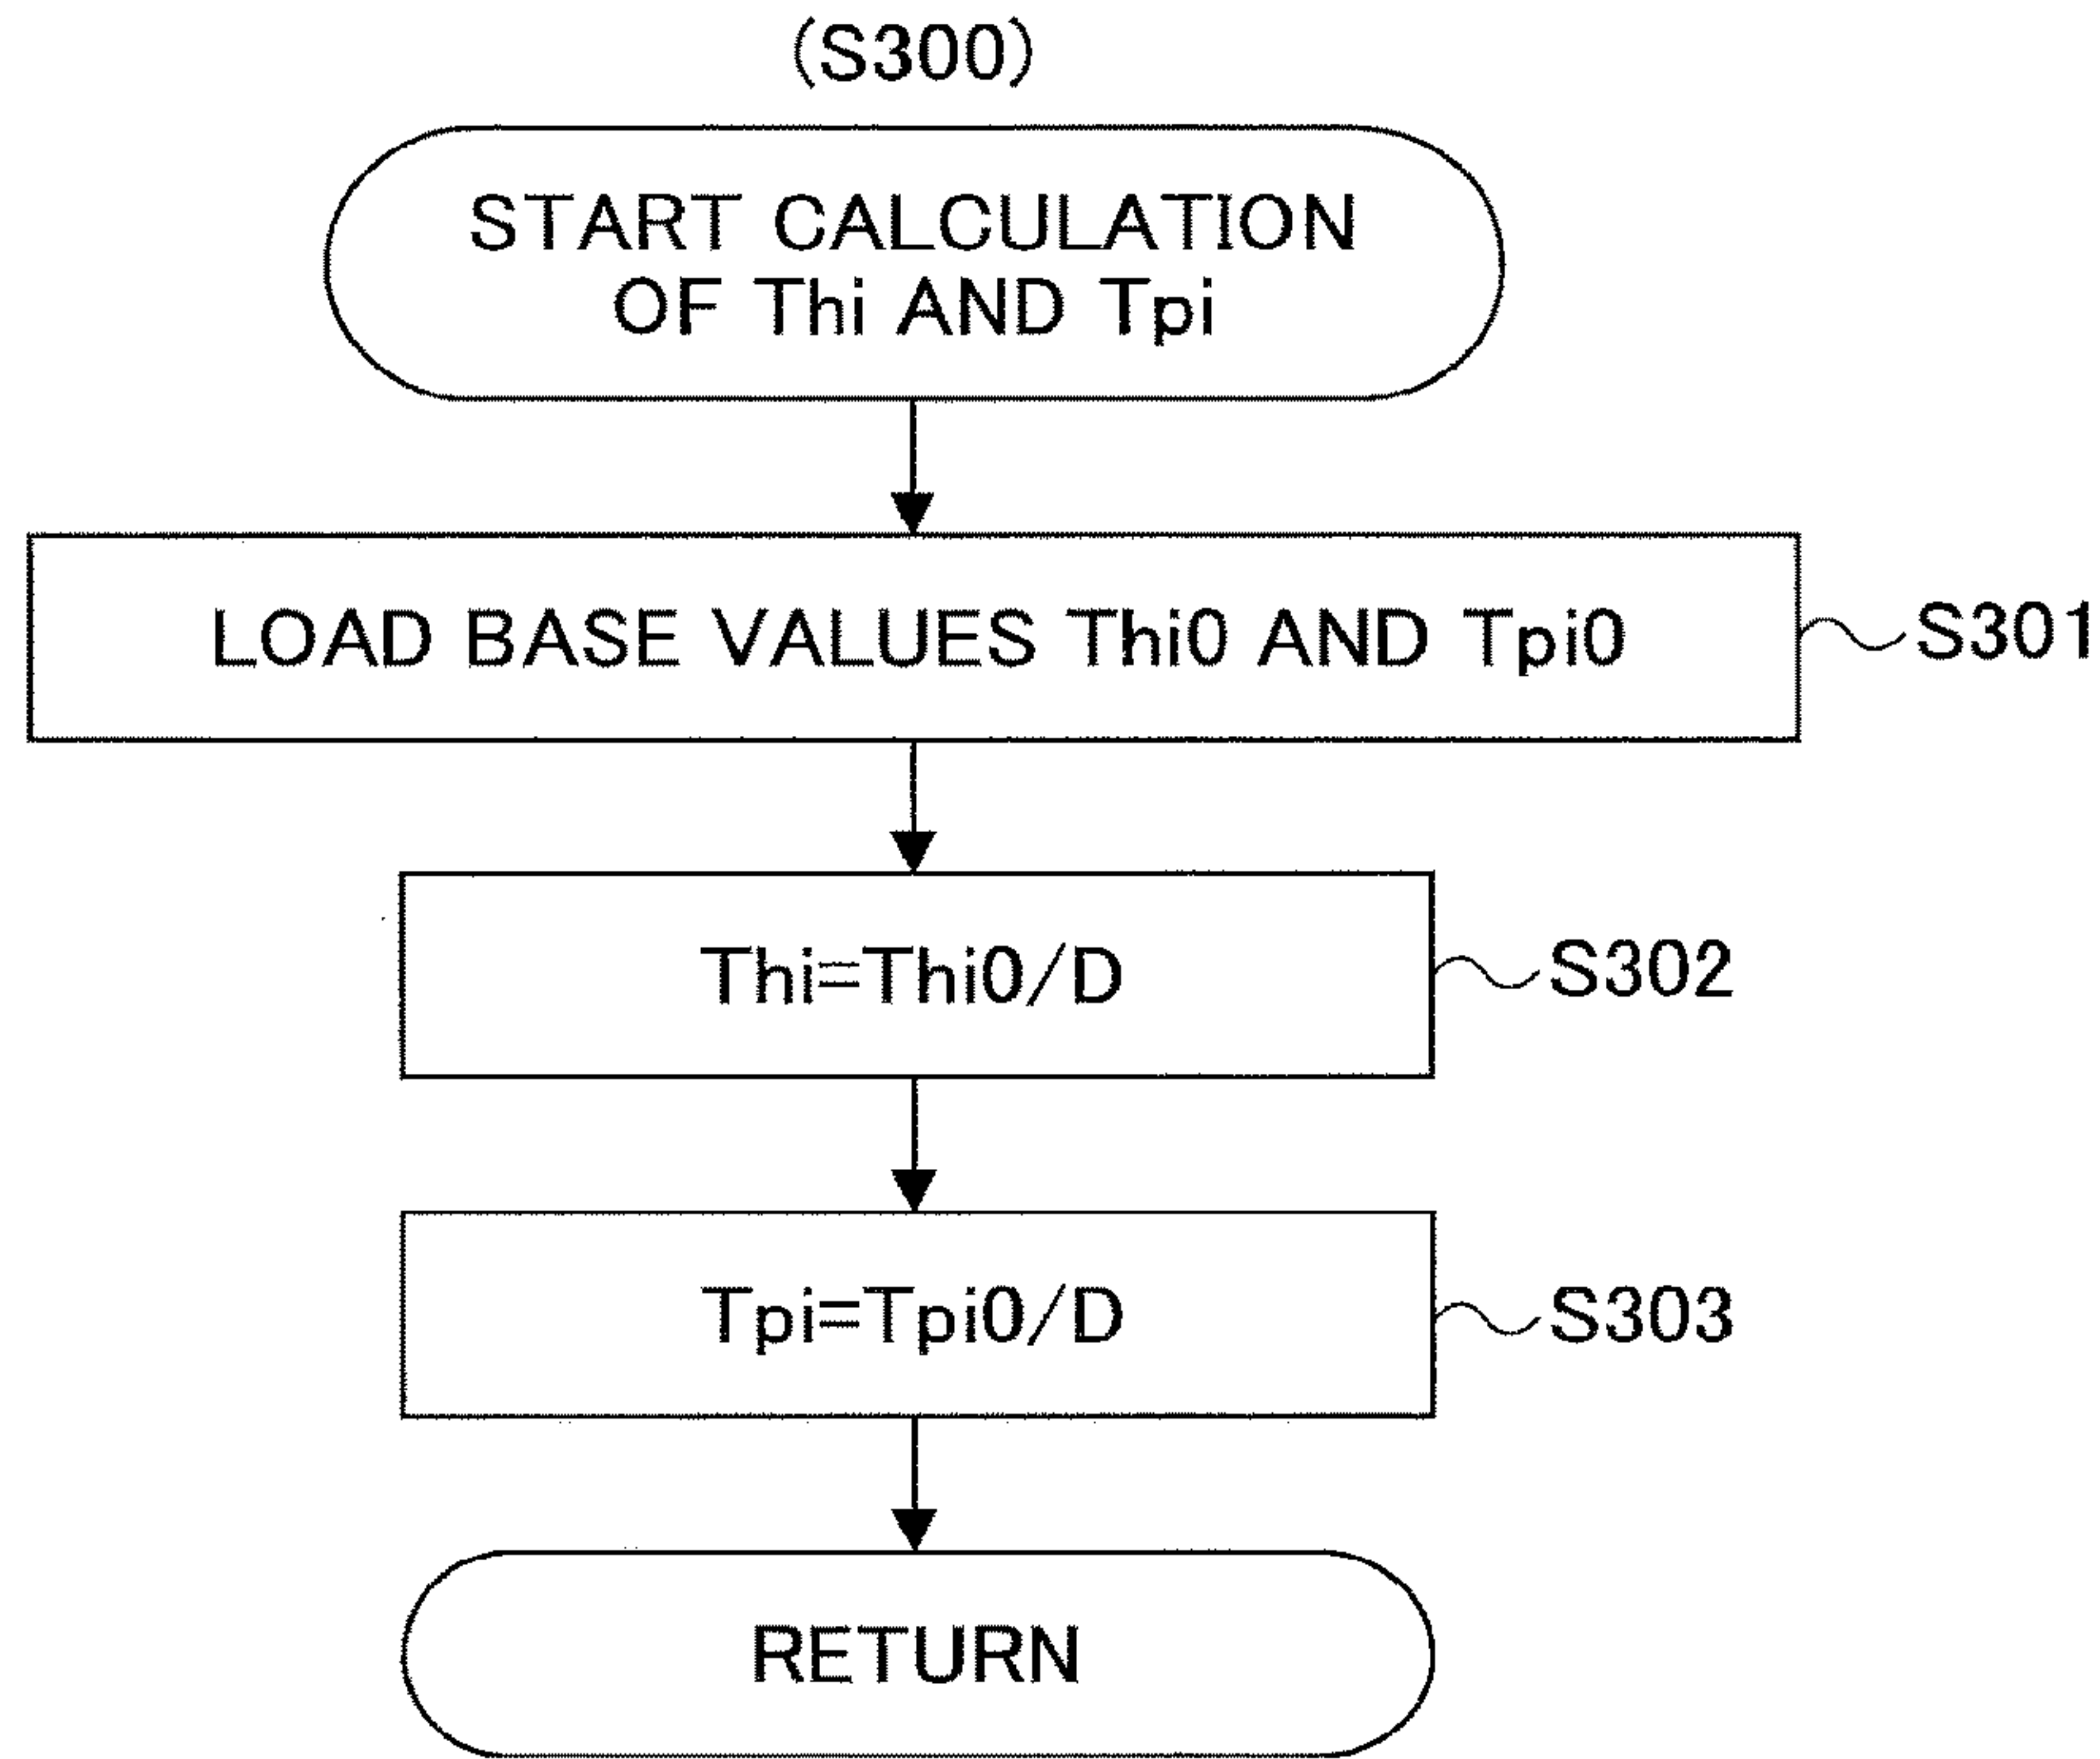 (S300)
START CALCULATION
OF Thi AND Tpi
LOAD BASE VALUES Thi0 AND Tpi0
S301
Thi=Thi0/D
S302
Tpi=Tpi0/D
S303
RETURN